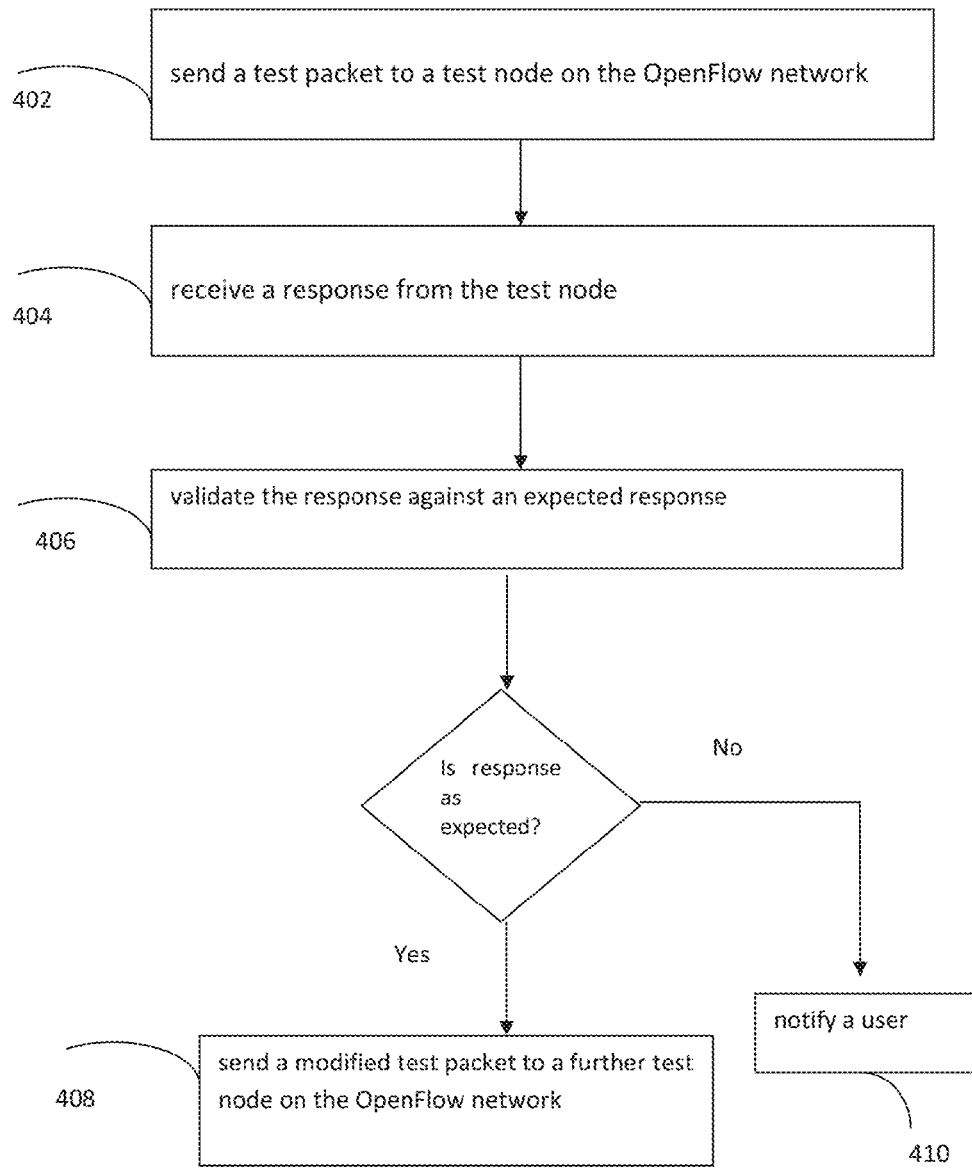 send a test packet to a test node on the OpenFlow network
402
receive a response from the test node
404
validate the response against an expected response
406
Is response
as
expected?
No
Yes
notify a user
send a modified test packet to a further test
node on the OpenFlow network
408
410